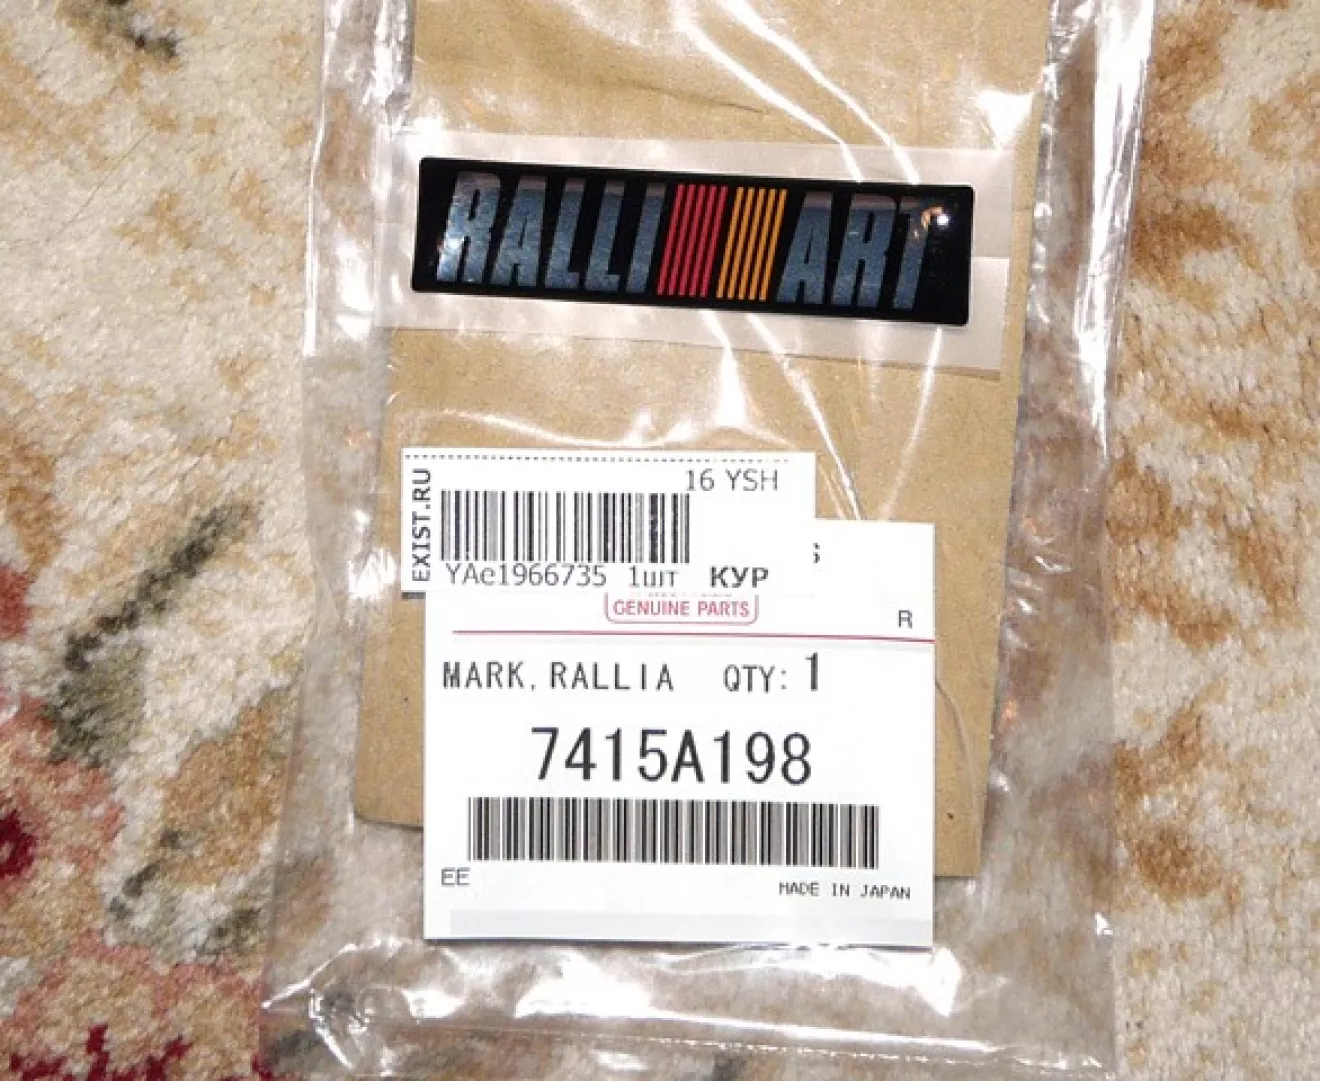 RALLI ART
EXIST.RU
16 YSH
YAe1966735 1шт КУР
S
GENUINE PARTS
R
MARK, RALLIA QTY: 1
7415A198
EE
MADE IN JAPAN